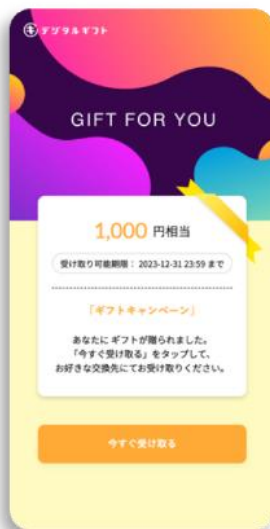 デジタルギフト
GIFT FOR YOU
1,000 円相当
受け取り可能期限：2023-12-31 23:59 まで
「ギフトキャンペーン」
あなたに ギフトが贈られました。
「今すぐ受け取る」をタップして、
お好きな交換先にてお受け取りください。
今すぐ受け取る